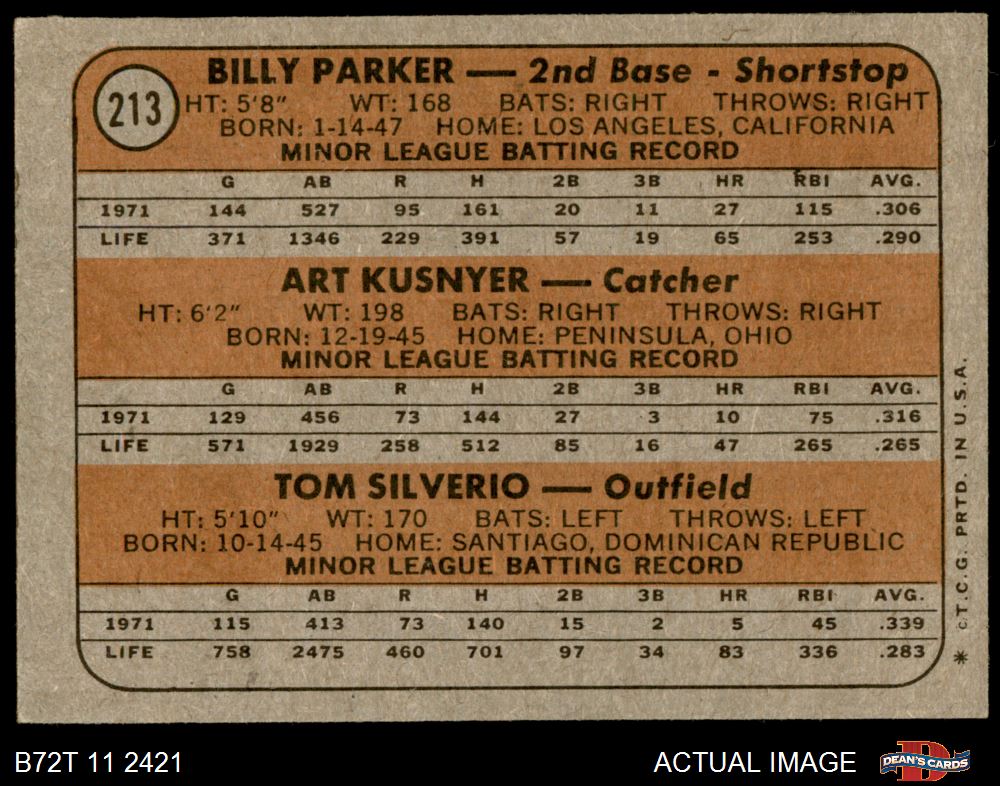 BILLY PARKER — 2nd Base - Shortstop
213
HT: 5'8" WT: 168 BATS: RIGHT THROWS: RIGHT
BORN: 1-14-47 HOME: LOS ANGELES, CALIFORNIA
MINOR LEAGUE BATTING RECORD
G AB R H 2B 3B HR RBI AVG.
1971 144 527 95 161 20 11 27 115 .306
LIFE 371 1346 229 391 57 19 65 253 .290
ART KUSNYER — Catcher
HT: 6'2" WT: 198 BATS: RIGHT THROWS: RIGHT
BORN: 12-19-45 HOME: PENINSULA, OHIO
MINOR LEAGUE BATTING RECORD
G AB R H 2B 3B HR RBI AVG.
1971 129 456 73 144 27 3 10 75 .316
LIFE 571 1929 258 512 85 16 47 265 .265
TOM SILVERIO — Outfield
HT: 5'10" WT: 170 BATS: LEFT THROWS: LEFT
BORN: 10-14-45 HOME: SANTIAGO, DOMINICAN REPUBLIC
MINOR LEAGUE BATTING RECORD
G AB R H 2B 3B HR RBI AVG.
1971 115 413 73 140 15 2 5 45 .339
LIFE 758 2475 460 701 97 34 83 336 .283
* c T.C.G. PRTD. IN U.S.A.
B72T 11 2421 ACTUAL IMAGE
D DEAN'S CARDS